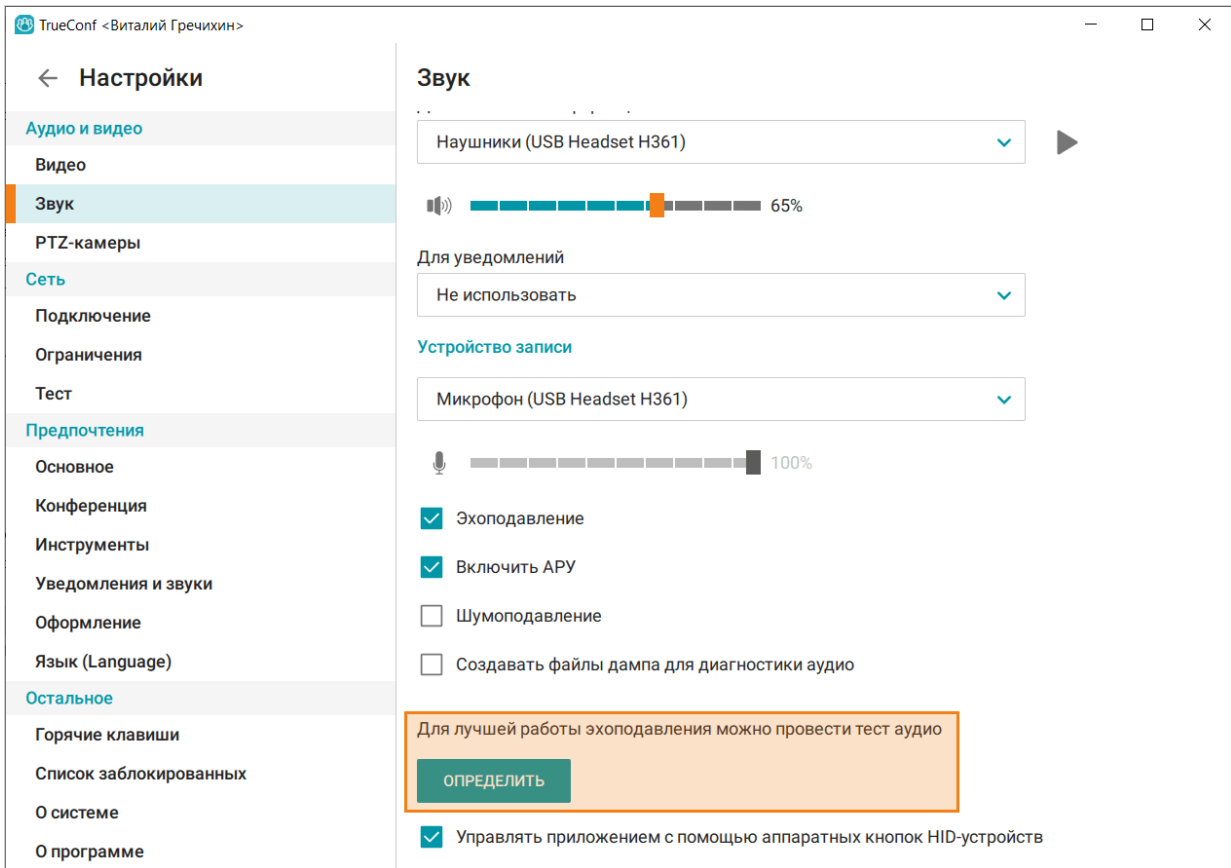 TrueConf <Виталий Гречихин>
Настройки
Аудио и видео
Видео
Звук
PTZ-камеры
Сеть
Подключение
Ограничения
Тест
Предпочтения
Основное
Конференция
Инструменты
Уведомления и звуки
Оформление
Язык (Language)
Остальное
Горячие клавиши
Список заблокированных
О системе
О программе
Звук
Наушники (USB Headset H361)
65%
Для уведомлений
Не использовать
Устройство записи
Микрофон (USB Headset H361)
100%
Эхоподавление
Включить АРУ
Шумоподавление
Создавать файлы дампа для диагностики аудио
Для лучшей работы эхоподавления можно провести тест аудио
ОПРЕДЕЛИТЬ
Управлять приложением с помощью аппаратных кнопок HID-устройств